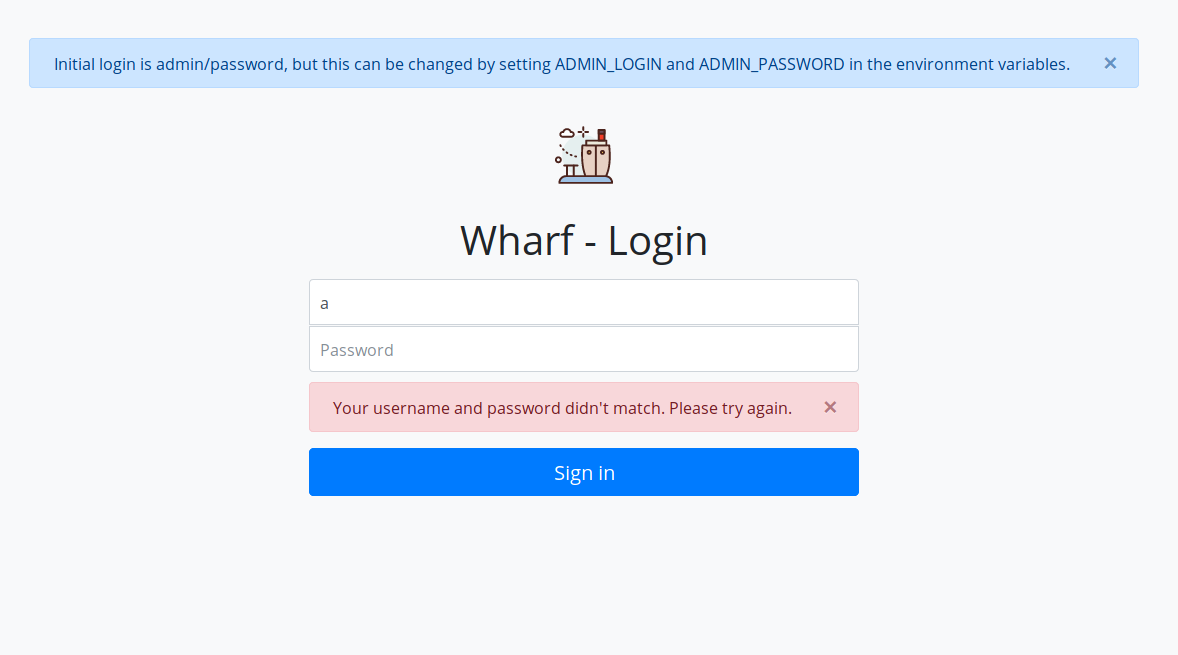 Initial login is admin/password, but this can be changed by setting ADMIN_LOGIN and ADMIN_PASSWORD in the environment variables. ×
Wharf - Login
a
Password
Your username and password didn't match. Please try again. ×
Sign in